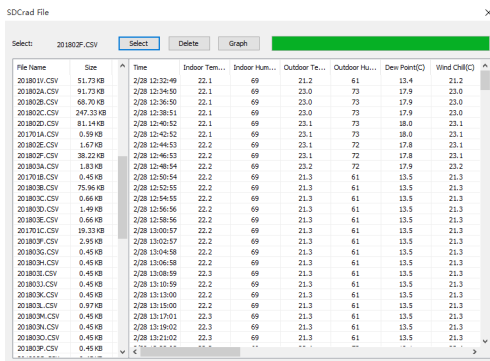 SDCrad File
Select: 201802F.CSV Select Delete Graph
File Name Size Time Indoor Tem... Indoor Hum... Outdoor Te... Outdoor Hu... Dew Point(C) Wind Chill(C)
201801V.CSV 51.73 KB 2/28 12:32:49 22.1 69 21.2 61 13.4 21.2
201802A.CSV 91.73 KB 2/28 12:34:50 22.1 69 23.0 73 17.9 23.0
201802B.CSV 68.70 KB 2/28 12:36:50 22.1 69 23.0 73 17.9 23.0
201802C.CSV 247.33 KB 2/28 12:38:51 22.1 69 23.0 73 17.9 23.0
201802D.CSV 81.14 KB 2/28 12:40:52 22.1 69 23.1 73 18.0 23.1
201701A.CSV 0.59 KB 2/28 12:42:52 22.1 69 23.1 73 18.0 23.1
201802E.CSV 1.67 KB 2/28 12:44:53 22.2 69 23.1 72 17.8 23.1
201802F.CSV 38.22 KB 2/28 12:46:53 22.2 69 23.1 72 17.8 23.1
201803A.CSV 1.83 KB 2/28 12:48:54 22.2 69 23.2 72 17.9 23.2
201701B.CSV 0.45 KB 2/28 12:50:54 22.2 69 21.3 61 13.5 21.3
201803B.CSV 75.96 KB 2/28 12:52:55 22.2 69 21.3 61 13.5 21.3
201803C.CSV 0.66 KB 2/28 12:54:55 22.2 69 21.3 61 13.5 21.3
201803D.CSV 1.49 KB 2/28 12:56:56 22.2 69 21.3 61 13.5 21.3
201803E.CSV 0.66 KB 2/28 12:58:56 22.2 69 21.3 61 13.5 21.3
201701C.CSV 19.33 KB 2/28 13:00:57 22.2 69 21.3 61 13.5 21.3
201803F.CSV 2.95 KB 2/28 13:02:57 22.2 69 21.3 61 13.5 21.3
201803G.CSV 0.45 KB 2/28 13:04:58 22.2 69 21.3 61 13.5 21.3
201803H.CSV 0.45 KB 2/28 13:06:58 22.2 69 21.3 61 13.5 21.3
201803I.CSV 0.45 KB 2/28 13:08:59 22.3 69 21.3 61 13.5 21.3
201803J.CSV 0.45 KB 2/28 13:10:59 22.2 69 21.3 61 13.5 21.3
201803K.CSV 0.45 KB 2/28 13:13:00 22.2 69 21.3 61 13.5 21.3
201803L.CSV 0.97 KB 2/28 13:15:00 22.2 69 21.3 61 13.5 21.3
201803M.CSV 0.45 KB 2/28 13:17:01 22.3 69 21.3 61 13.5 21.3
201803N.CSV 0.45 KB 2/28 13:19:02 22.3 69 21.3 61 13.5 21.3
201803O.CSV 0.45 KB 2/28 13:21:02 22.3 69 21.3 61 13.5 21.3
201803P.CSV 0.45 KB